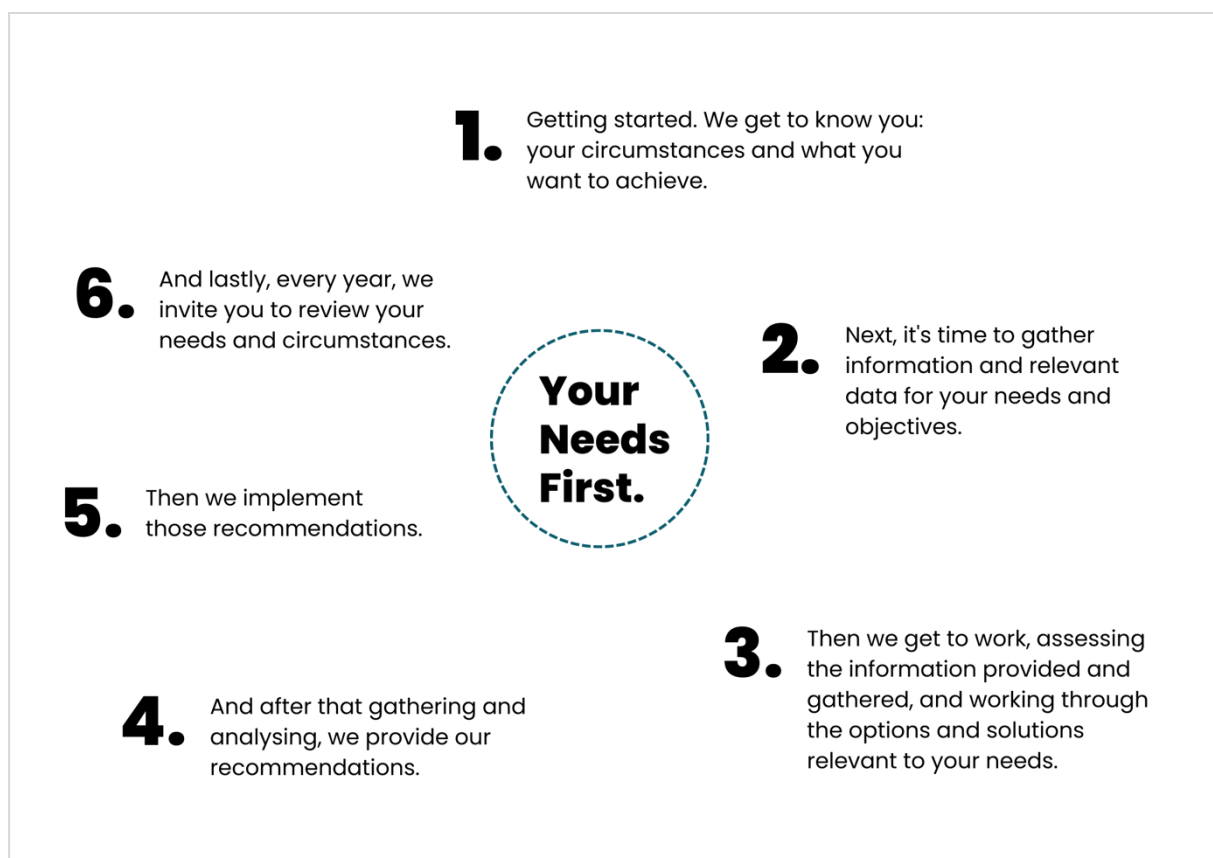 1. Getting started. We get to know you:
your circumstances and what you
want to achieve.
2. Next, it's time to gather
information and relevant
data for your needs and
objectives.
3. Then we get to work, assessing
the information provided and
gathered, and working through
the options and solutions
relevant to your needs.
4. And after that gathering and
analysing, we provide our
recommendations.
5. Then we implement
those recommendations.
6. And lastly, every year, we
invite you to review your
needs and circumstances.
Your
Needs
First.